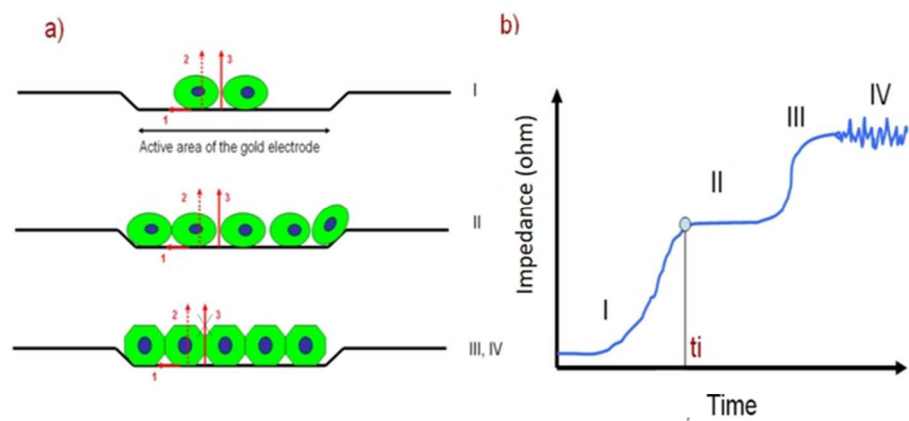 a)
2
3
I
1
Active area of the gold electrode
2
3
II
1
2
3
III, IV
1
b)
Impedance (ohm)
I
II
III
IV
ti
Time